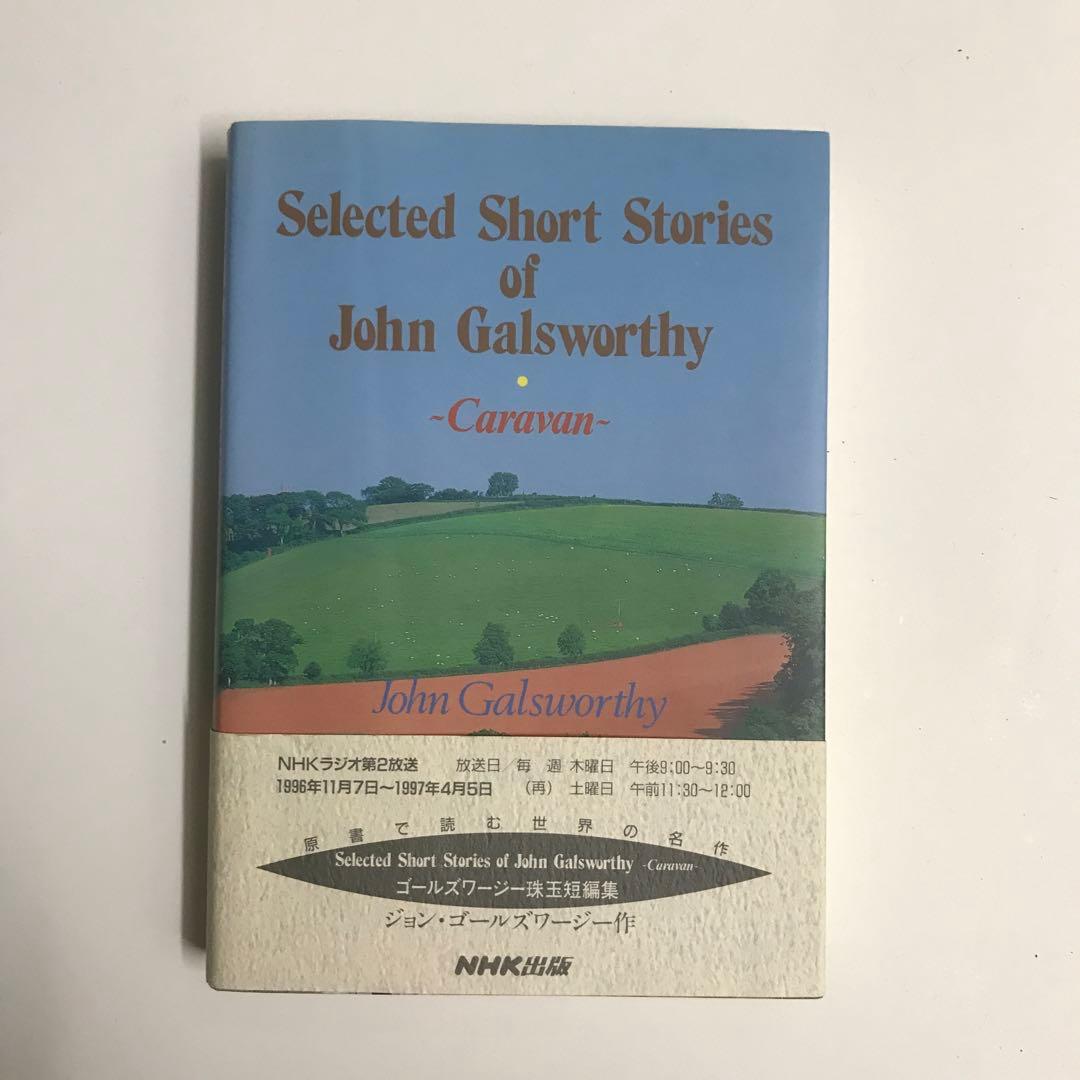 Selected Short Stories
of
John Galsworthy
~Caravan~
John Galsworthy
NHKラジオ第2放送 放送日/毎 週 木曜日 午後9:00〜9:30
1996年11月7日〜1997年4月5日 (再) 土曜日 午前11:30〜12:00
原書で読む世界の名作
Selected Short Stories of John Galsworthy -Caravan-
ゴールズワージー珠玉短編集
ジョン・ゴールズワージー作
NHK出版